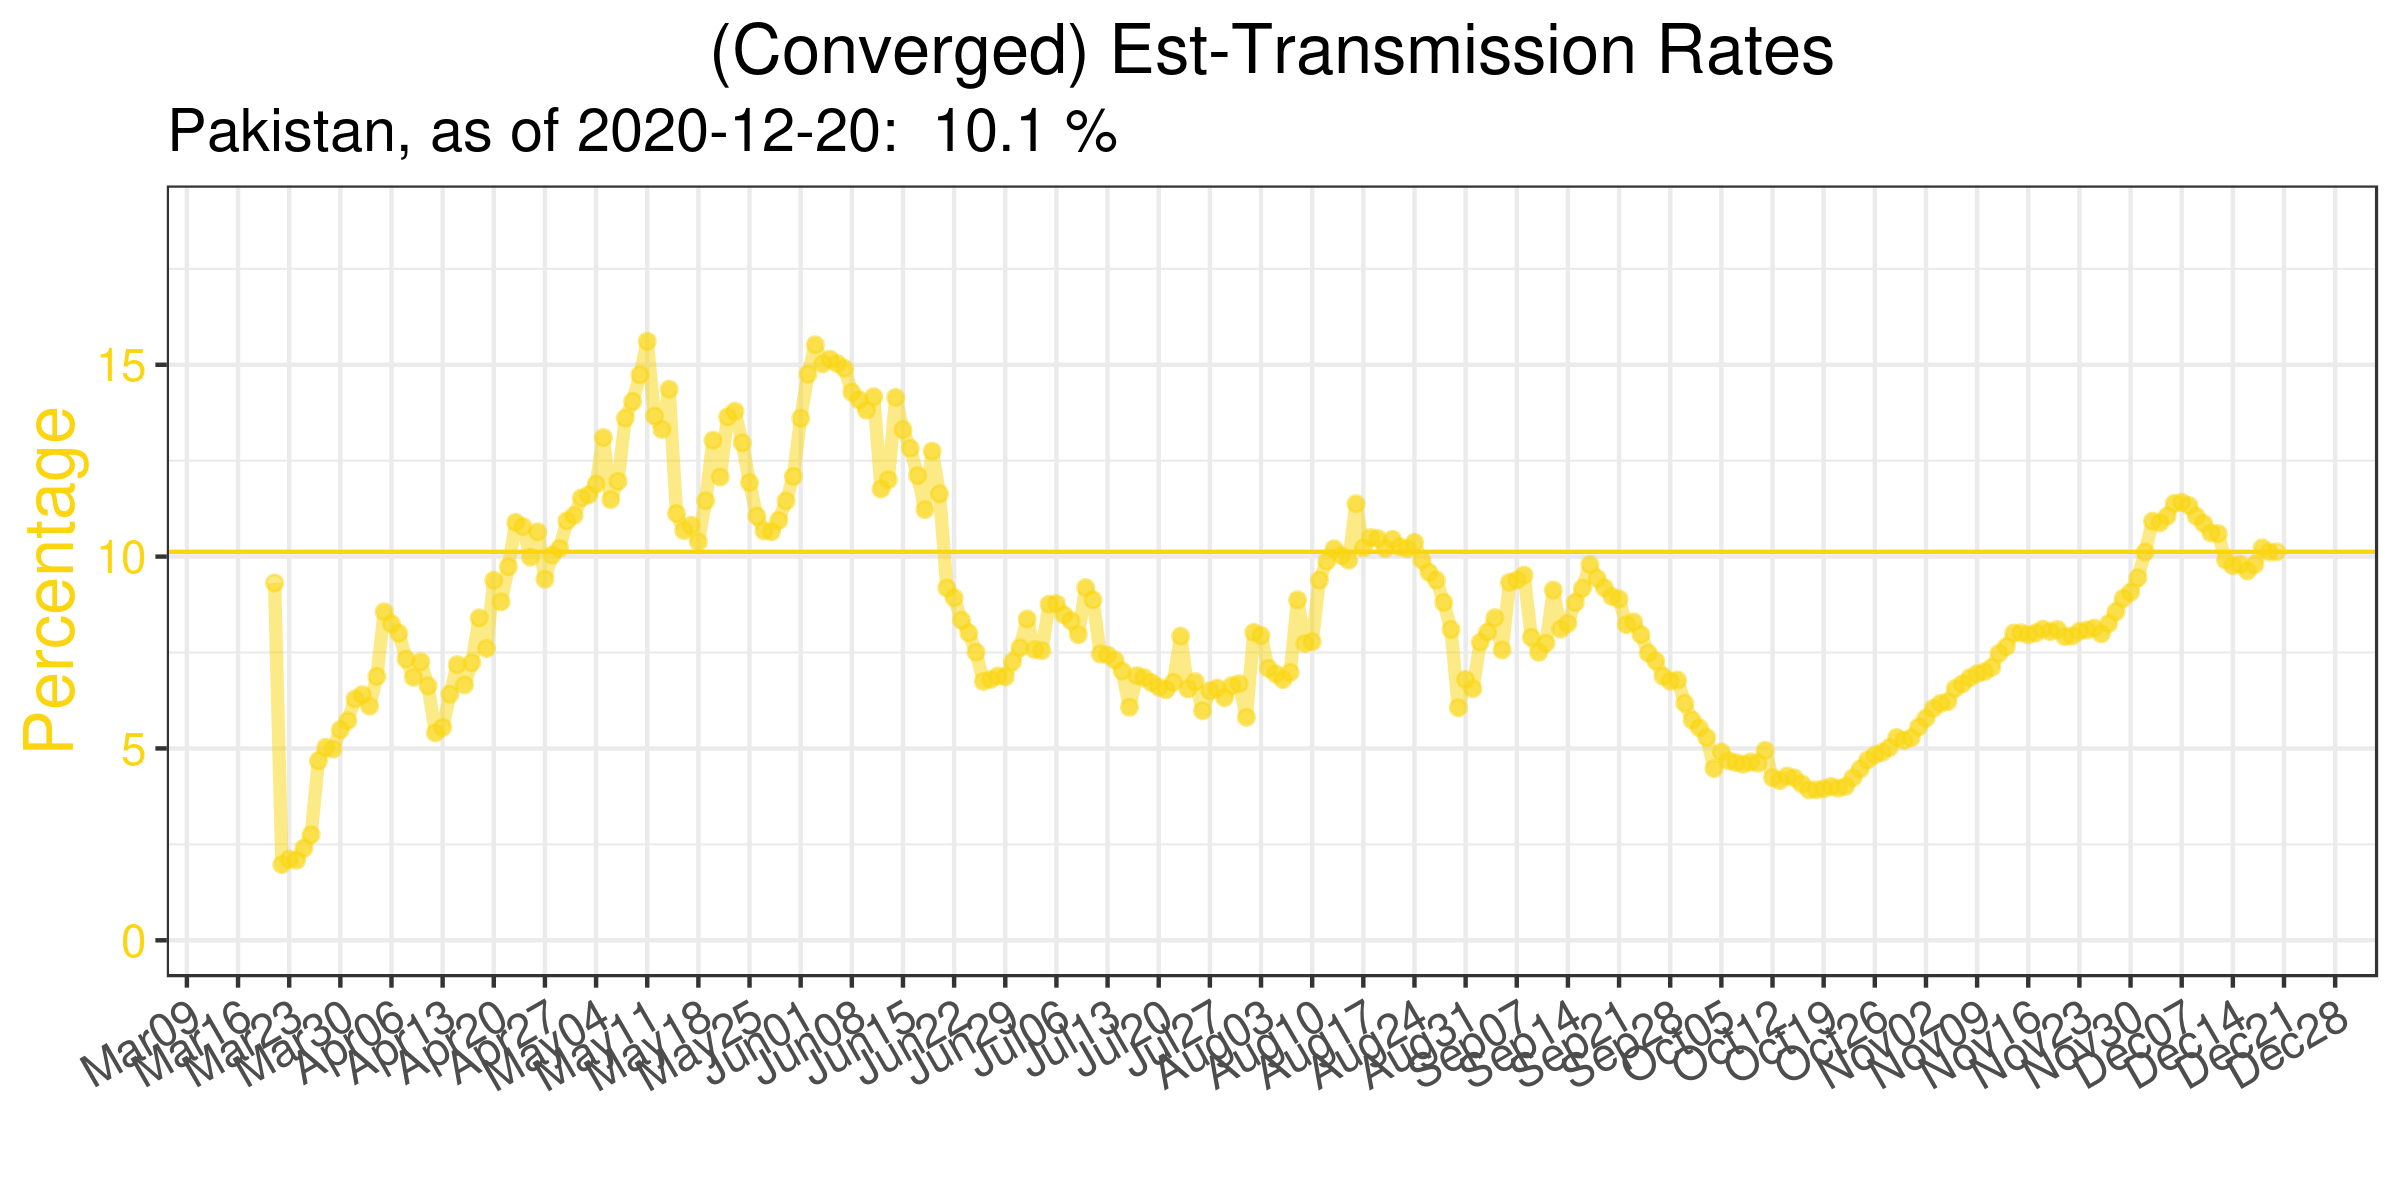 (Converged) Est-Transmission Rates
Pakistan, as of 2020-12-20:  10.1 %
Percentage
15
10
5
0
Mar09
Mar16
Mar23
Mar30
Apr06
Apr13
Apr20
Apr27
May04
May11
May18
May25
Jun01
Jun08
Jun15
Jun22
Jun29
Jul06
Jul13
Jul20
Jul27
Aug03
Aug10
Aug17
Aug24
Aug31
Sep07
Sep14
Sep21
Sep28
Oct05
Oct12
Oct19
Oct26
Nov02
Nov09
Nov16
Nov23
Nov30
Dec07
Dec14
Dec21
Dec28